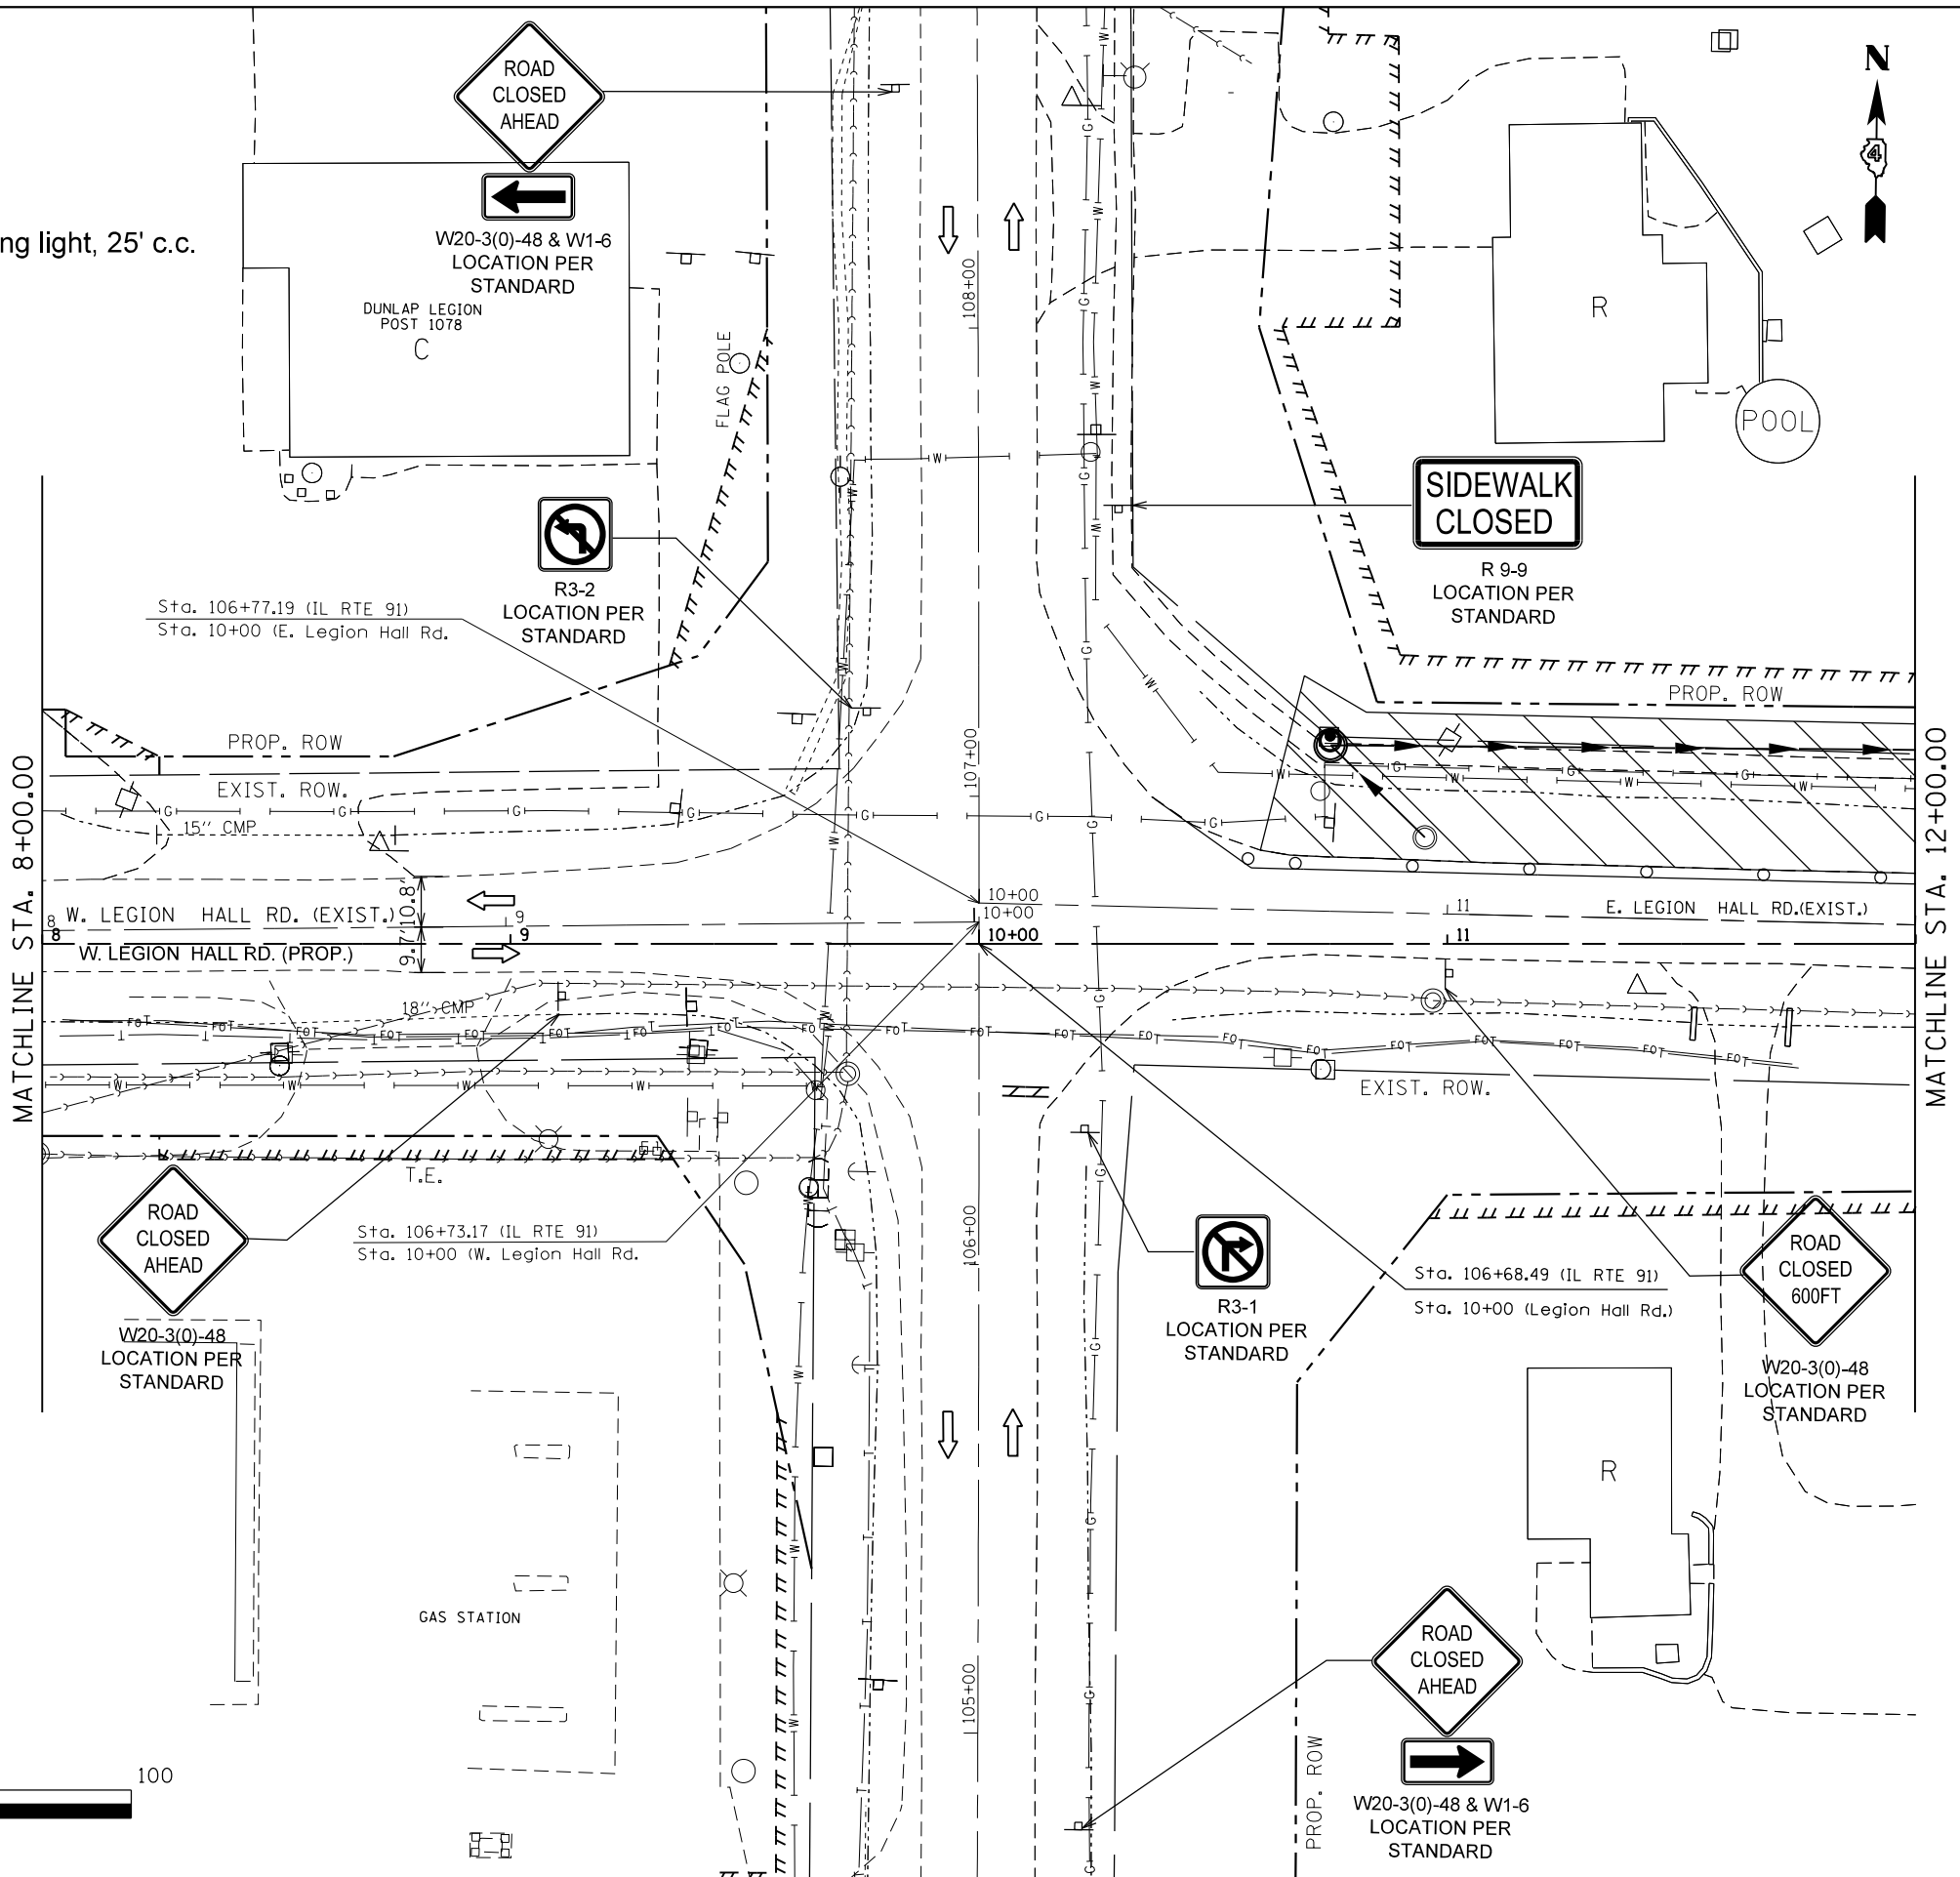 ROAD
CLOSED
AHEAD
W20-3(0)-48 & W1-6
LOCATION PER
STANDARD
N
4
ng light, 25' c.c.
DUNLAP LEGION
POST 1078
C
FLAG POLE
108+00
R
POOL
SIDEWALK
CLOSED
R 9-9
LOCATION PER
STANDARD
R3-2
LOCATION PER
STANDARD
Sta. 106+77.19 (IL RTE 91)
Sta. 10+00 (E. Legion Hall Rd.
PROP. ROW
PROP. ROW
EXIST. ROW.
107+00
15'' CMP
MATCHLINE STA. 8+00.00
MATCHLINE STA. 12+00.00
10.8'
9.7'
W. LEGION HALL RD. (EXIST.)
8
9
10+00
10+00
11
E. LEGION HALL RD.(EXIST.)
8
9
10+00
11
W. LEGION HALL RD. (PROP.)
18'' CMP
EXIST. ROW.
T.E.
ROAD
CLOSED
AHEAD
W20-3(0)-48
LOCATION PER
STANDARD
Sta. 106+73.17 (IL RTE 91)
Sta. 10+00 (W. Legion Hall Rd.
106+00
R3-1
LOCATION PER
STANDARD
Sta. 106+68.49 (IL RTE 91)
Sta. 10+00 (Legion Hall Rd.)
ROAD
CLOSED
600FT
W20-3(0)-48
LOCATION PER
STANDARD
R
GAS STATION
105+00
ROAD
CLOSED
AHEAD
W20-3(0)-48 & W1-6
LOCATION PER
STANDARD
PROP. ROW
100